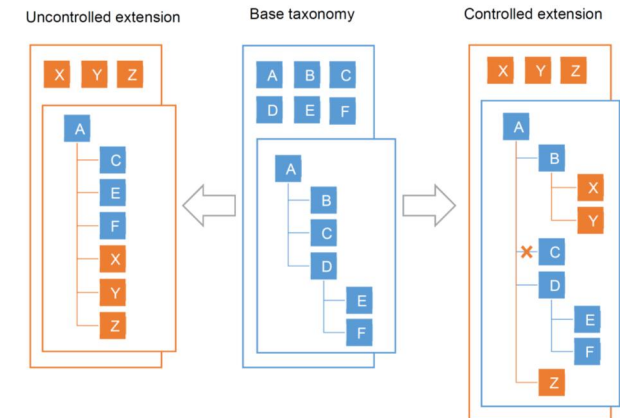 Uncontrolled extension
Base taxonomy
Controlled extension
X Y Z
A
C
E
F
X
Y
Z
A B C
D E F
A
B
C
D
E
F
X Y Z
A
B
X
Y
C
D
E
F
Z